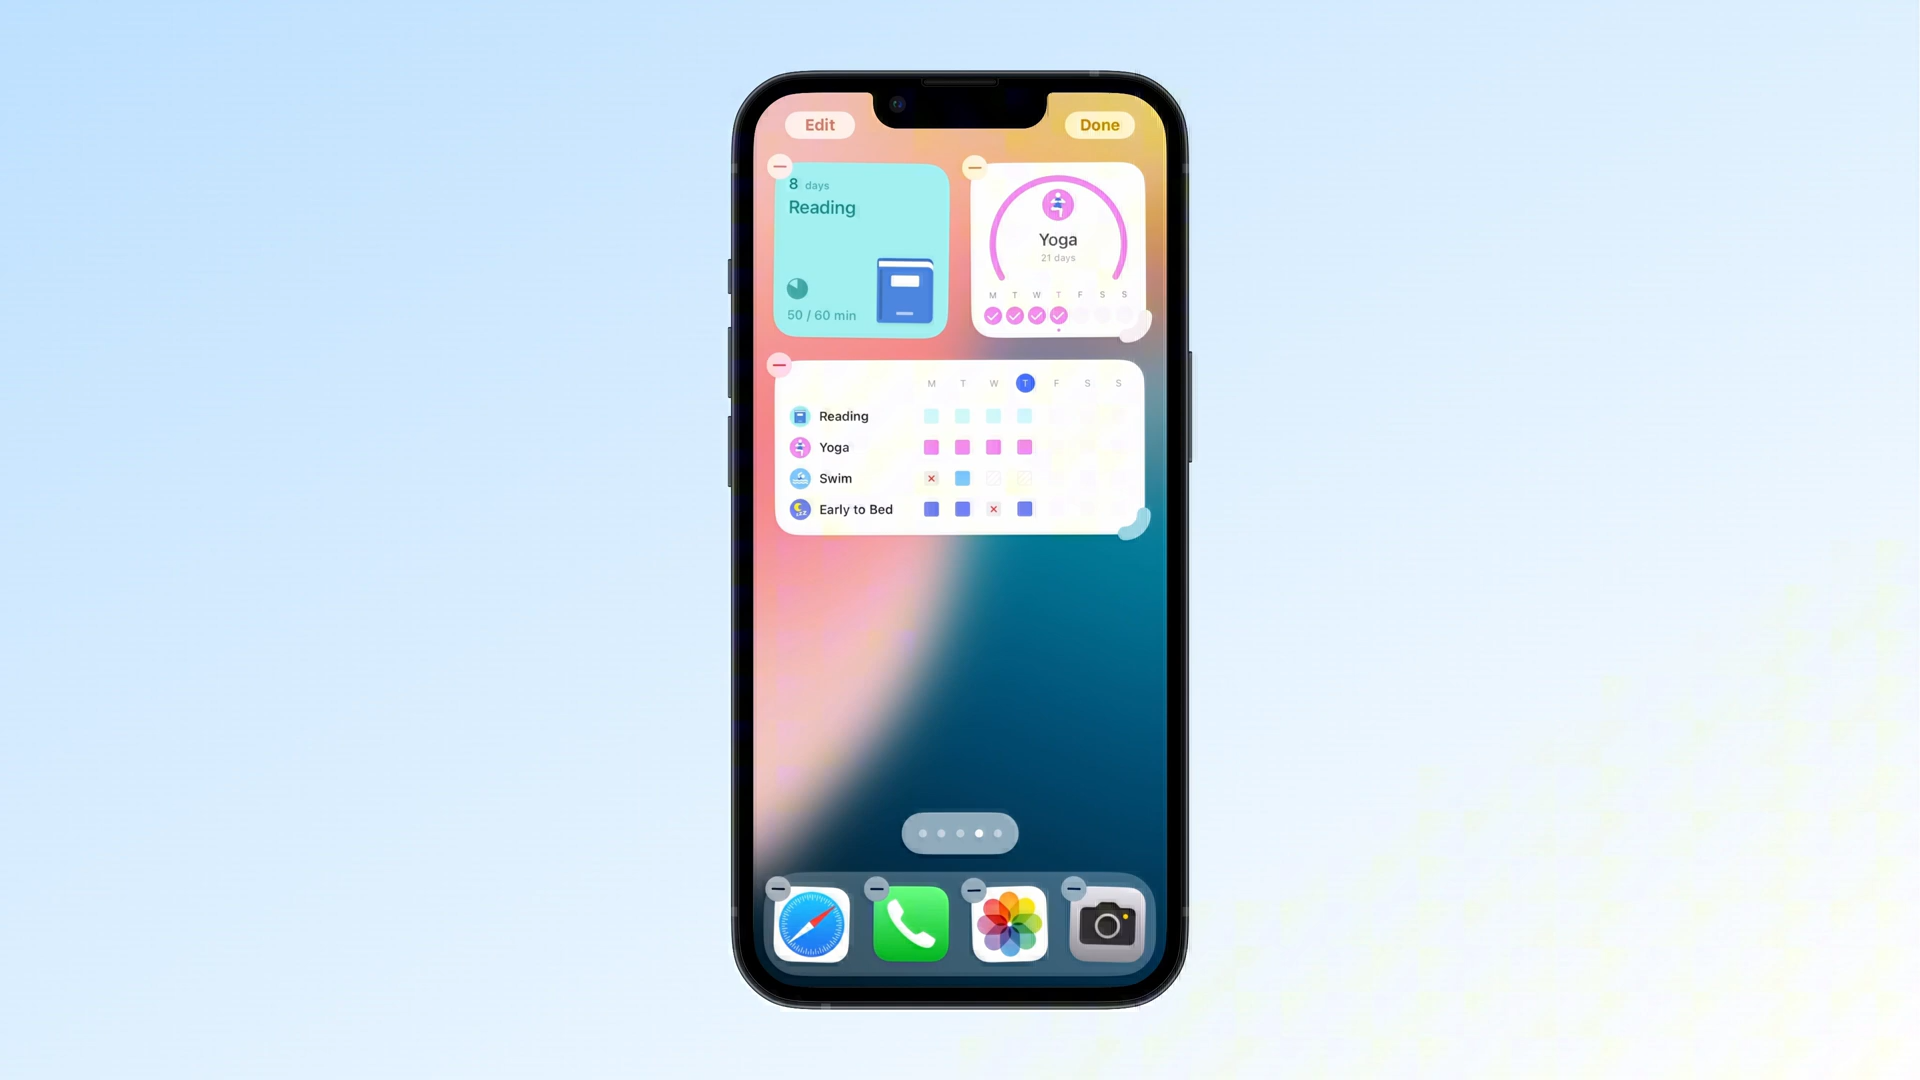 Edit
Done
8 days
Reading
50 / 60 min
Yoga
21 days
M T W T F S S
M T W T F S S
Reading
Yoga
Swim
Early to Bed